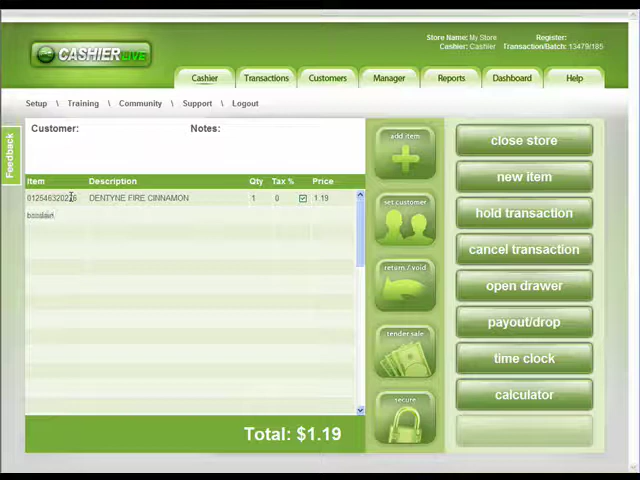 CASHIER LIVE
Store Name: My Store
Register:
Cashier: Cashier
Transaction/Batch: 13479/185
Cashier
Transactions
Customers
Manager
Reports
Dashboard
Help
Setup \ Training \ Community \ Support \ Logout
Feedback
Customer:
Notes:
Item Description Qty Tax % Price
DENTYNE FIRE CINNAMON 1 0 1.19
Total: $1.19
add item
set customer
return / void
tender sale
secure
close store
new item
hold transaction
cancel transaction
open drawer
payout/drop
time clock
calculator